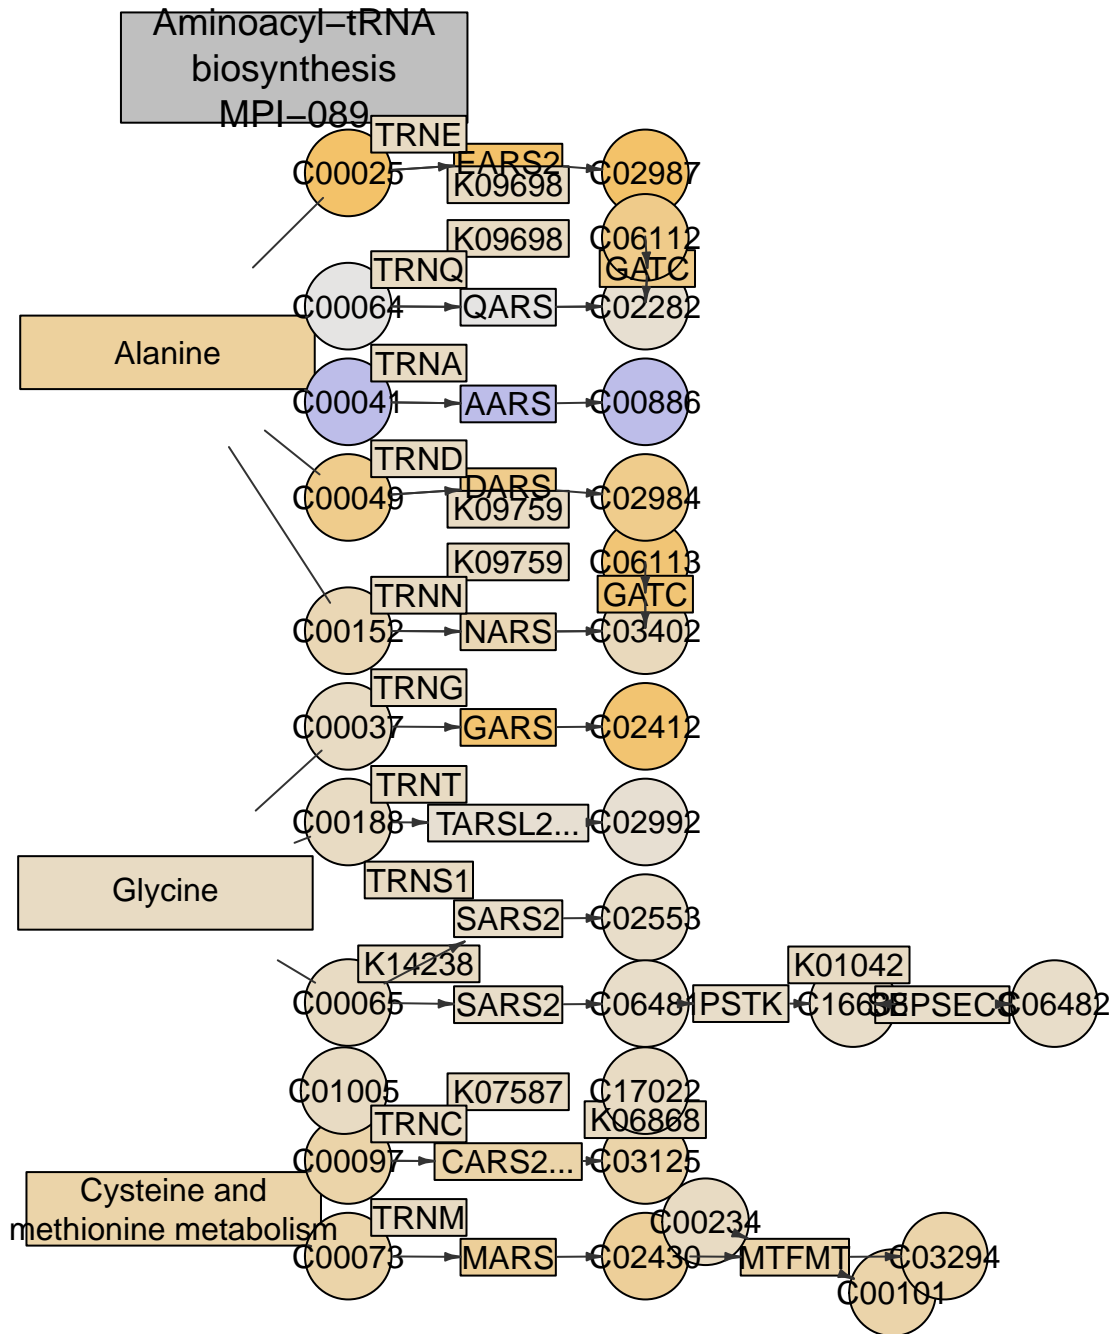 Aminoacyl−tRNA
biosynthesis
MPI−089
TRNE
C00025
EARS2
C02987
K09698
K09698
C06112
TRNQ
GATC
C00064
QARS
C02282
Alanine
TRNA
C00041
AARS
C00886
TRND
C00049
DARS
C02984
K09759
K09759
C06113
TRNN
GATC
C00152
NARS
C03402
TRNG
C00037
GARS
C02412
TRNT
C00188
TARSL2...
C02992
TRNS1
Glycine
SARS2
C02553
K14238
K01042
C00065
SARS2
C06481
PSTK
C16638
SEPSECS
C06482
C01005
K07587
C17022
TRNC
K06868
C00097
CARS2...
C03125
Cysteine and
methionine metabolism
TRNM
C00234
C00073
MARS
C02430
MTFMT
C03294
C00101